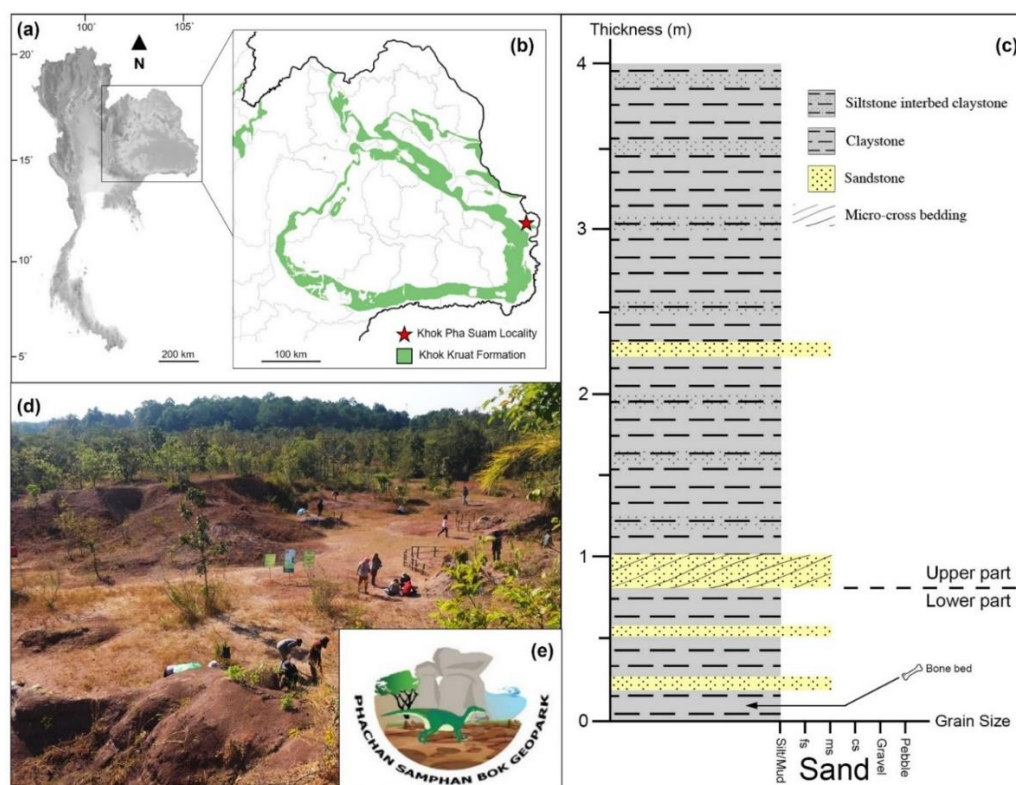 (a)
100˚
105˚
N
20˚
15˚
10˚
5˚
200 km
(b)
Khok Pha Suam Locality
100 km
Khok Kruat Formation
(c)
Thickness (m)
4
3
2
1
0
Siltstone interbed claystone
Claystone
Sandstone
Micro-cross bedding
Upper part
Lower part
Bone bed
Grain Size
Silt/Mud
fs
ms
cs
Gravel
Pebble
Sand
(d)
(e)
PHACHAN SAMPHAN BOK GEOPARK